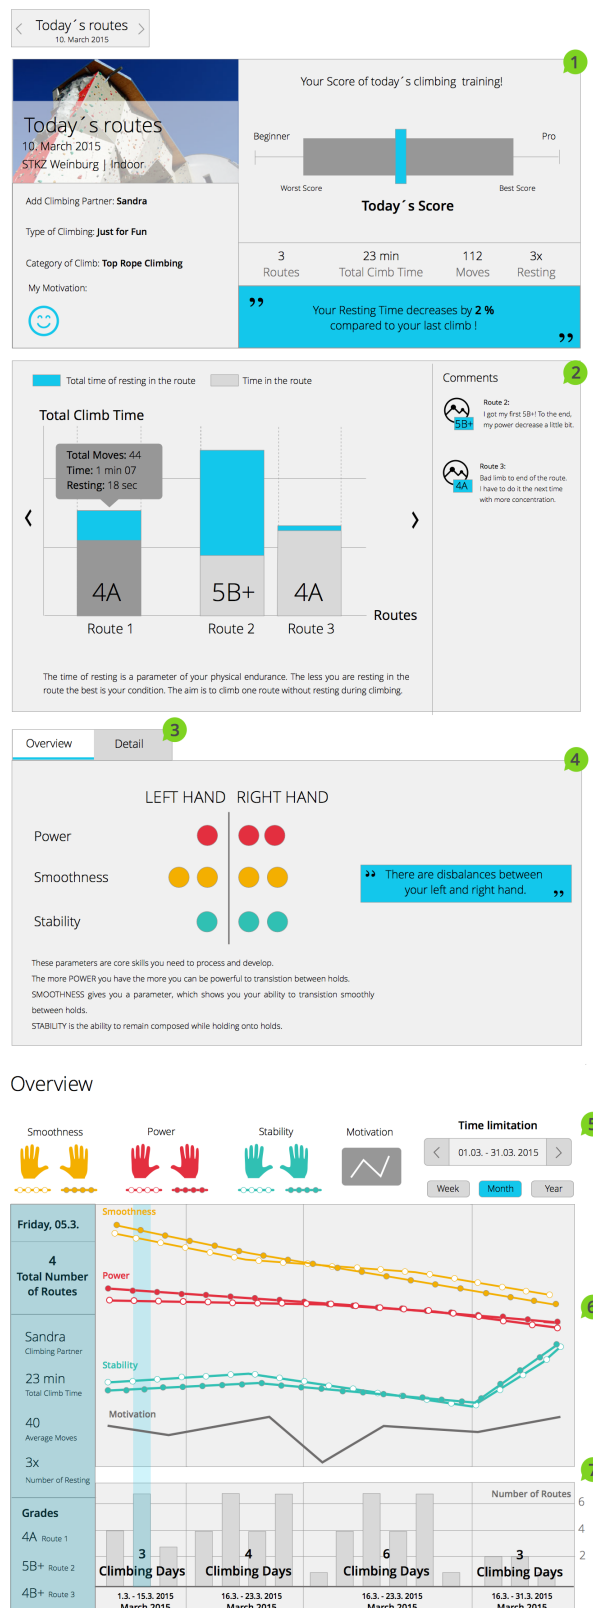 Today´s routes
10. March 2015
1
Today´s routes
10. March 2015
STKZ Weinburg | Indoor
Add Climbing Partner: Sandra
Type of Climbing: Just for Fun
Category of Climb: Top Rope Climbing
My Motivation:
Your Score of today´s climbing training!
Beginner
Pro
Worst Score
Best Score
Today´s Score
3
Routes
23 min
Total Climb Time
112
Moves
3x
Resting
”
Your Resting Time decreases by 2 %
compared to your last climb !
”
2
Total time of resting in the route
Time in the route
Total Climb Time
Total Moves: 44
Time: 1 min 07
Resting: 18 sec
4A
5B+
4A
Route 1
Route 2
Route 3
Routes
The time of resting is a parameter of your physical endurance. The less you are resting in the
route the best is your condition. The aim is to climb one route without resting during climbing.
Comments
5B+
Route 2:
I got my first 5B+! To the end,
my power decrease a little bit.
4A
Route 3:
Bad limb to end of the route.
I have to do it the next time
with more concentration.
Overview
Detail
3
4
LEFT HAND
RIGHT HAND
Power
Smoothness
Stability
”
There are disbalances between
your left and right hand.
”
These parameters are core skills you need to process and develop.
The more POWER you have the more you can be powerful to transistion between holds.
SMOOTHNESS gives you a parameter, which shows you your ability to transistion smoothly
between holds.
STABILITY is the ability to remain composed while holding onto holds.
Overview
5
Smoothness
Power
Stability
Motivation
Time limitation
01.03. - 31.03. 2015
Week
Month
Year
Friday, 05.3.
4
Total Number
of Routes
Sandra
Climbing Partner
23 min
Total Climb Time
40
Average Moves
3x
Number of Resting
Grades
4A Route 1
5B+ Route 2
4B+ Route 3
Smoothness
Power
Stability
Motivation
6
7
Number of Routes
6
4
2
3
Climbing Days
4
Climbing Days
6
Climbing Days
3
Climbing Days
1.3. - 15.3. 2015
March 2015
16.3. - 23.3. 2015
March 2015
16.3. - 23.3. 2015
March 2015
16.3. - 31.3. 2015
March 2015